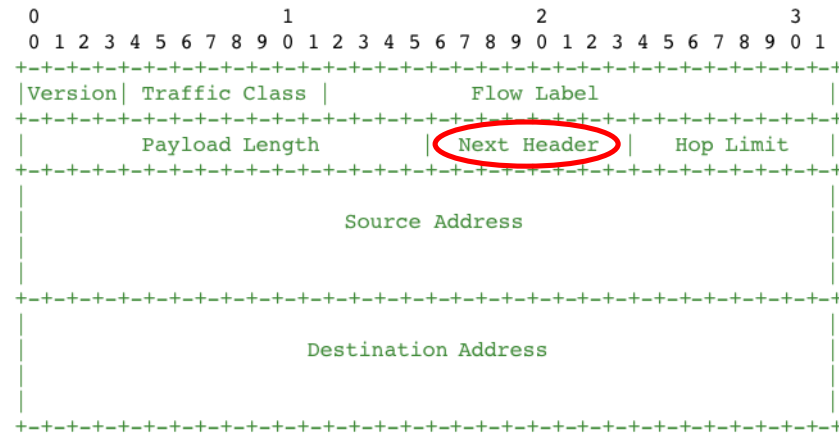 0                   1                   2                   3
0 1 2 3 4 5 6 7 8 9 0 1 2 3 4 5 6 7 8 9 0 1 2 3 4 5 6 7 8 9 0 1
+-+-+-+-+-+-+-+-+-+-+-+-+-+-+-+-+-+-+-+-+-+-+-+-+-+-+-+-+-+-+-+-+
|Version| Traffic Class |           Flow Label                  |
+-+-+-+-+-+-+-+-+-+-+-+-+-+-+-+-+-+-+-+-+-+-+-+-+-+-+-+-+-+-+-+-+
|         Payload Length        |  Next Header  |   Hop Limit   |
+-+-+-+-+-+-+-+-+-+-+-+-+-+-+-+-+-+-+-+-+-+-+-+-+-+-+-+-+-+-+-+-+
|                                                               |
|                         Source Address                        |
|                                                               |
|                                                               |
+-+-+-+-+-+-+-+-+-+-+-+-+-+-+-+-+-+-+-+-+-+-+-+-+-+-+-+-+-+-+-+-+
|                                                               |
|                      Destination Address                      |
|                                                               |
|                                                               |
+-+-+-+-+-+-+-+-+-+-+-+-+-+-+-+-+-+-+-+-+-+-+-+-+-+-+-+-+-+-+-+-+